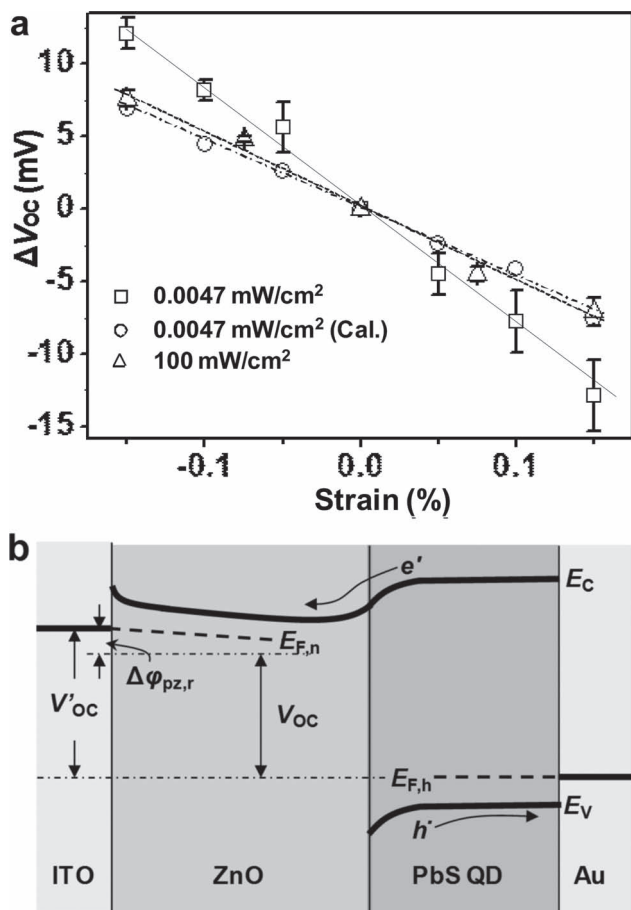 a
10
5
0
-5
-10
-15
ΔVOC (mV)
0.0047 mW/cm²
0.0047 mW/cm² (Cal.)
100 mW/cm²
-0.1
0.0
0.1
Strain (%)
b
e'
EC
EF,n
Δφpz,r
V'OC
VOC
EF,h
EV
h·
ITO
ZnO
PbS QD
Au